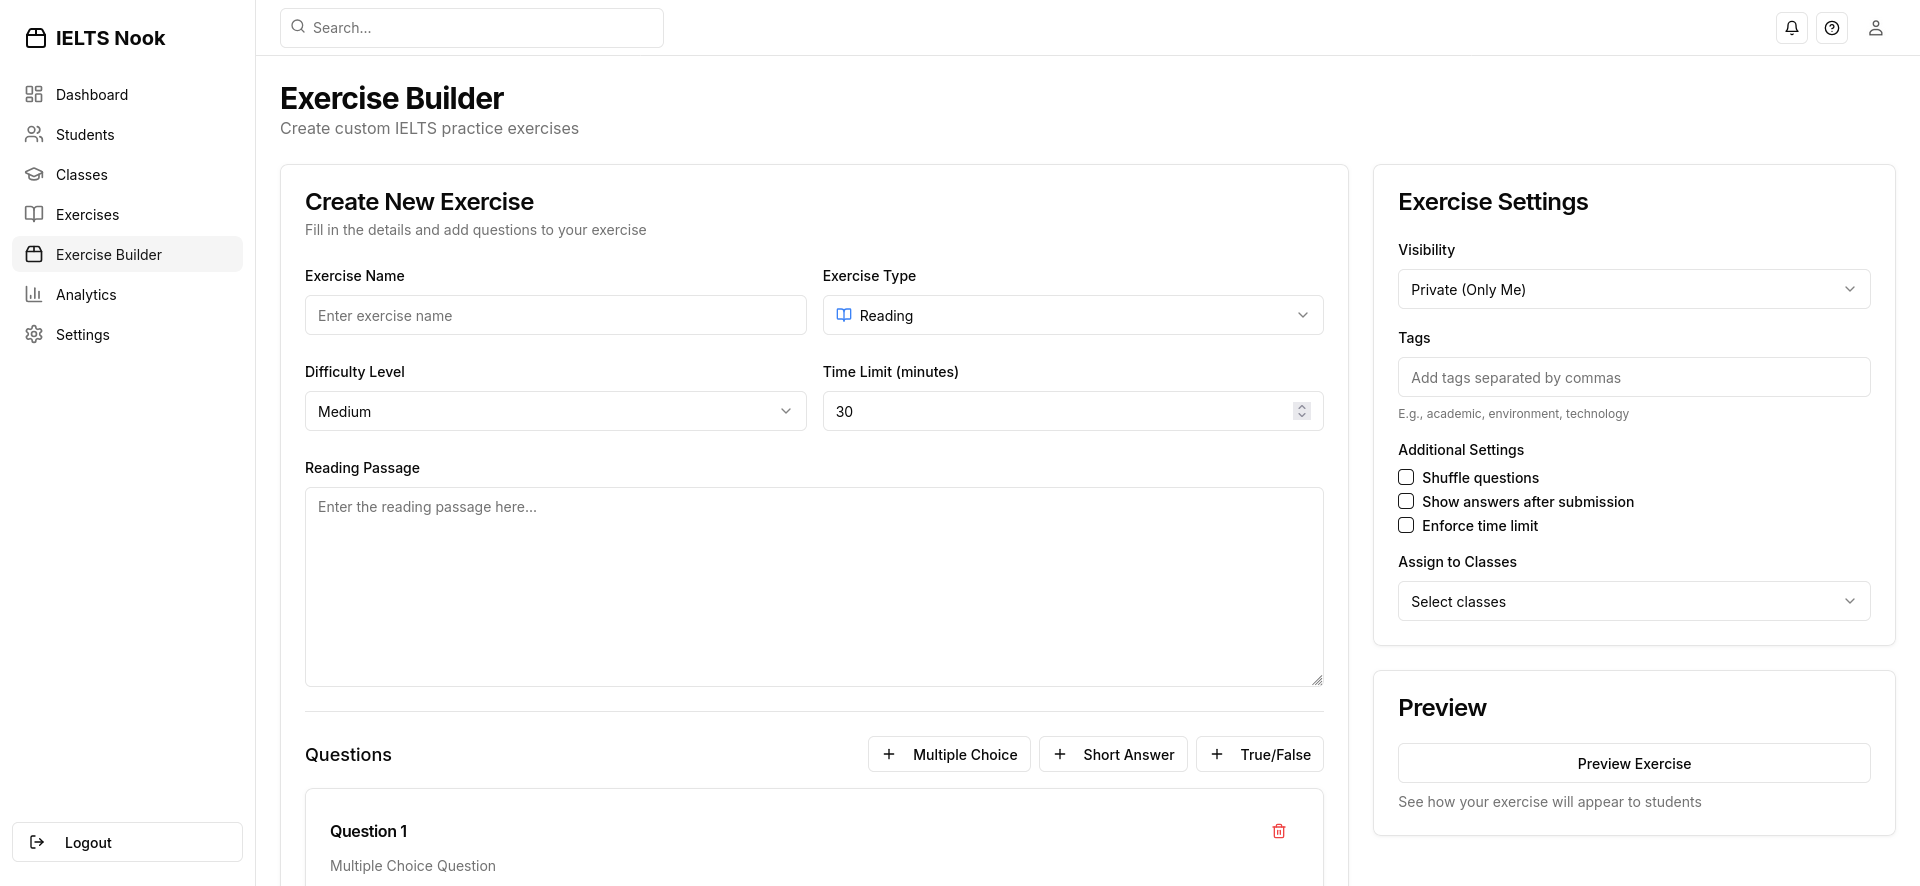 IELTS Nook
Dashboard
Students
Classes
Exercises
Exercise Builder
Analytics
Settings
Logout
Search...
Exercise Builder
Create custom IELTS practice exercises
Create New Exercise
Fill in the details and add questions to your exercise
Exercise Name
Enter exercise name
Exercise Type
Reading
Difficulty Level
Medium
Time Limit (minutes)
30
Reading Passage
Enter the reading passage here...
Questions
Multiple Choice
Short Answer
True/False
Question 1
Multiple Choice Question
Exercise Settings
Visibility
Private (Only Me)
Tags
Add tags separated by commas
E.g., academic, environment, technology
Additional Settings
Shuffle questions
Show answers after submission
Enforce time limit
Assign to Classes
Select classes
Preview
Preview Exercise
See how your exercise will appear to students